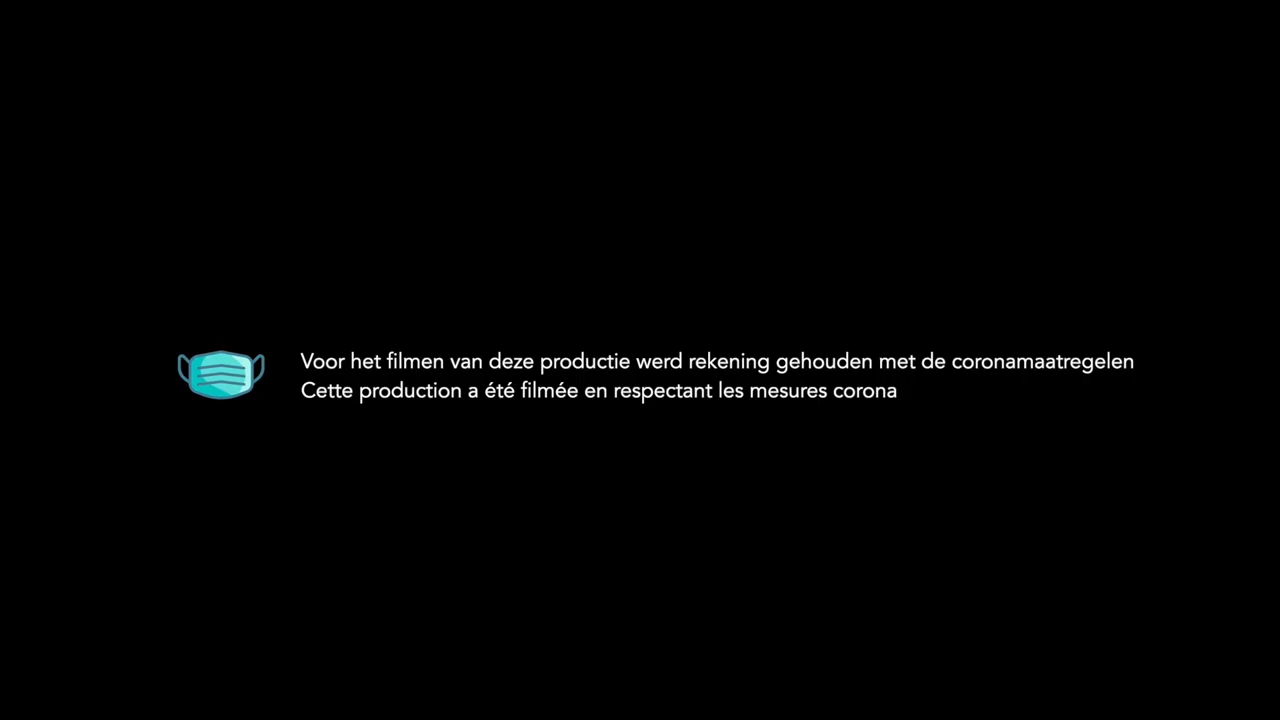 Voor het filmen van deze productie werd rekening gehouden met de coronamaatregelen
Cette production a été filmée en respectant les mesures corona